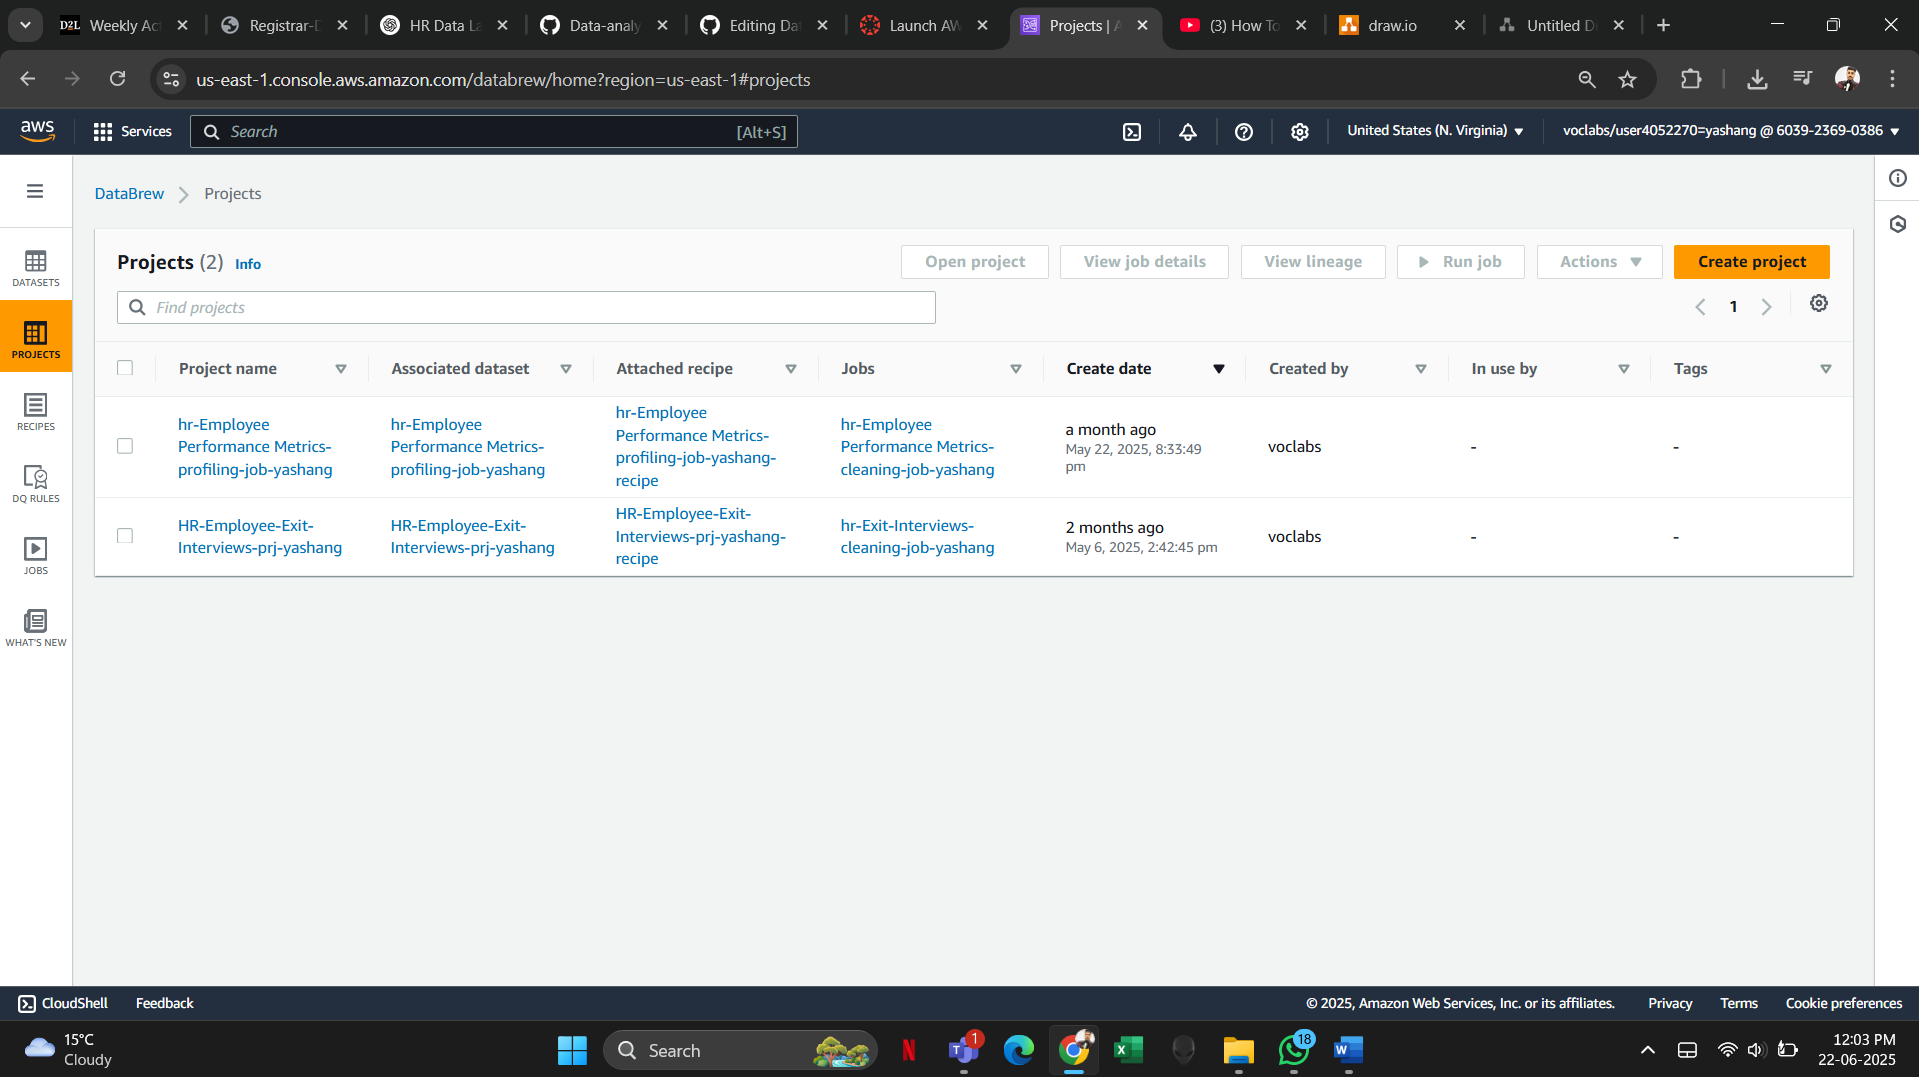 D2L Weekly Ac
Registrar-D
HR Data La
Data-analy
Editing Da
Launch AW
Projects | A
(3) How To
draw.io
Untitled Di
us-east-1.console.aws.amazon.com/databrew/home?region=us-east-1#projects
aws
Services
Search
[Alt+S]
United States (N. Virginia)
voclabs/user4052270=yashang @ 6039-2369-0386
DataBrew
Projects
DATASETS
PROJECTS
RECIPES
DQ RULES
JOBS
WHAT'S NEW
Projects (2) Info
Open project
View job details
View lineage
Run job
Actions
Create project
Find projects
1
Project name
Associated dataset
Attached recipe
Jobs
Create date
Created by
In use by
Tags
hr-Employee
Performance Metrics-
profiling-job-yashang
hr-Employee
Performance Metrics-
profiling-job-yashang
hr-Employee
Performance Metrics-
profiling-job-yashang-
recipe
hr-Employee
Performance Metrics-
cleaning-job-yashang
a month ago
May 22, 2025, 8:33:49
pm
voclabs
-
-
HR-Employee-Exit-
Interviews-prj-yashang
HR-Employee-Exit-
Interviews-prj-yashang
HR-Employee-Exit-
Interviews-prj-yashang-
recipe
hr-Exit-Interviews-
cleaning-job-yashang
2 months ago
May 6, 2025, 2:42:45 pm
voclabs
-
-
CloudShell
Feedback
© 2025, Amazon Web Services, Inc. or its affiliates.
Privacy
Terms
Cookie preferences
15°C
Cloudy
Search
1
18
12:03 PM
22-06-2025